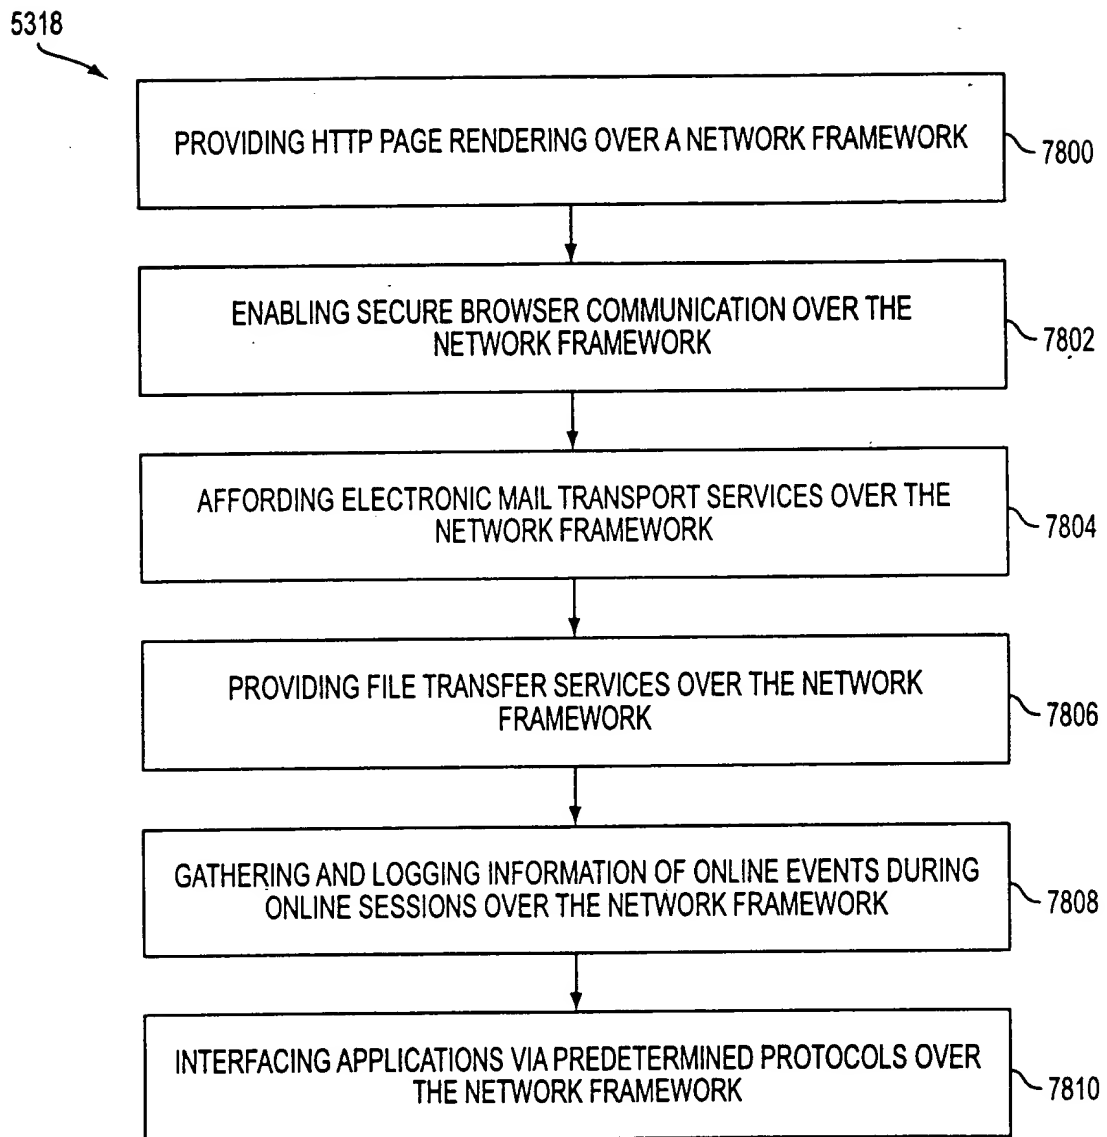 5318
PROVIDING HTTP PAGE RENDERING OVER A NETWORK FRAMEWORK
7800
ENABLING SECURE BROWSER COMMUNICATION OVER THE
NETWORK FRAMEWORK
7802
AFFORDING ELECTRONIC MAIL TRANSPORT SERVICES OVER THE
NETWORK FRAMEWORK
7804
PROVIDING FILE TRANSFER SERVICES OVER THE NETWORK
FRAMEWORK
7806
GATHERING AND LOGGING INFORMATION OF ONLINE EVENTS DURING
ONLINE SESSIONS OVER THE NETWORK FRAMEWORK
7808
INTERFACING APPLICATIONS VIA PREDETERMINED PROTOCOLS OVER
THE NETWORK FRAMEWORK
7810